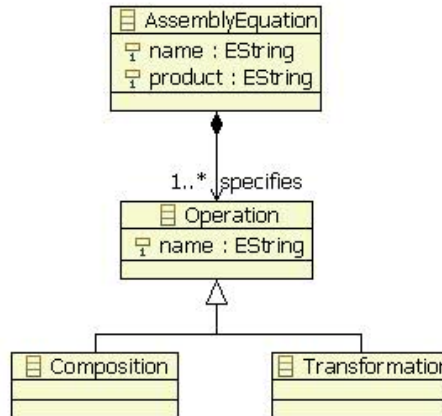 AssemblyEquation
name : EString
product : EString
1..* specifies
Operation
name : EString
Composition
Transformation